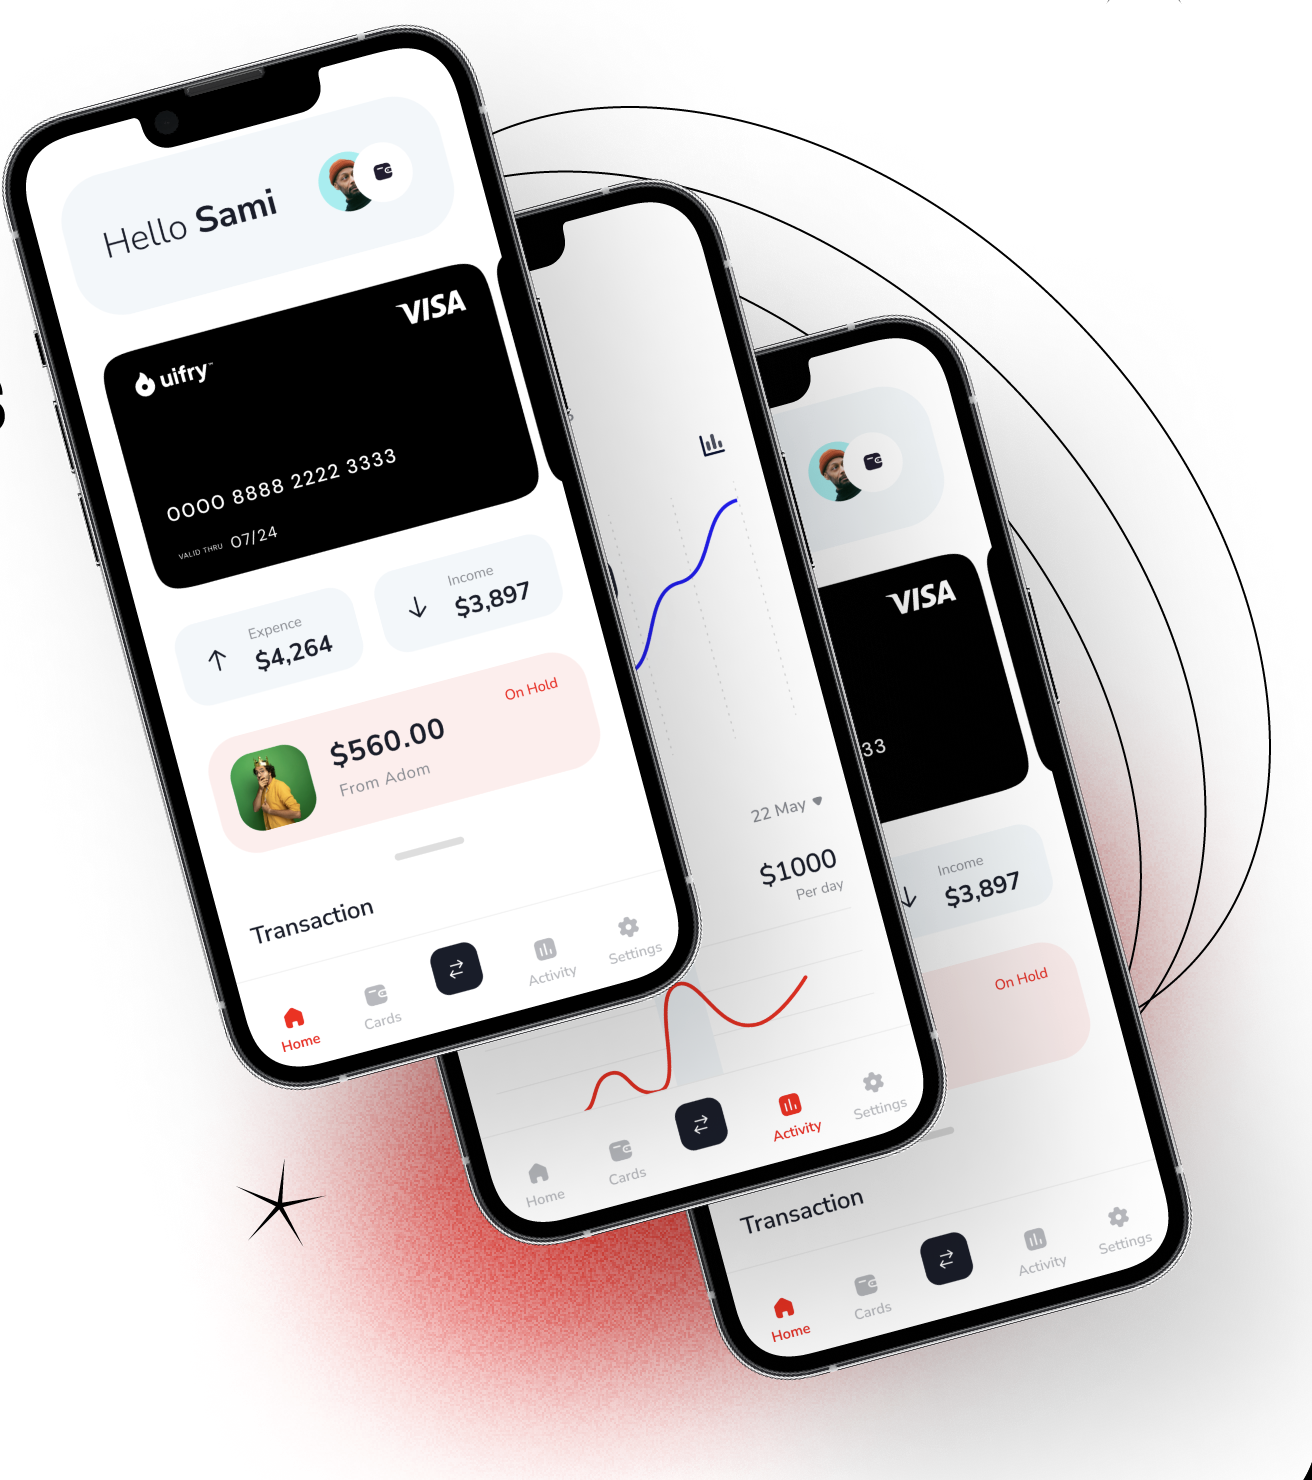 Hello Sami
VISA
uifry™
0000 8888 2222 3333
VALID THRU 07/24
Expence
$4,264
Income
$3,897
On Hold
$560.00
From Adom
Transaction
Home
Cards
Activity
Settings
22 May
$1000
Per day
Home
Cards
Activity
Settings
VISA
33
Income
$3,897
On Hold
Transaction
Home
Cards
Activity
Settings